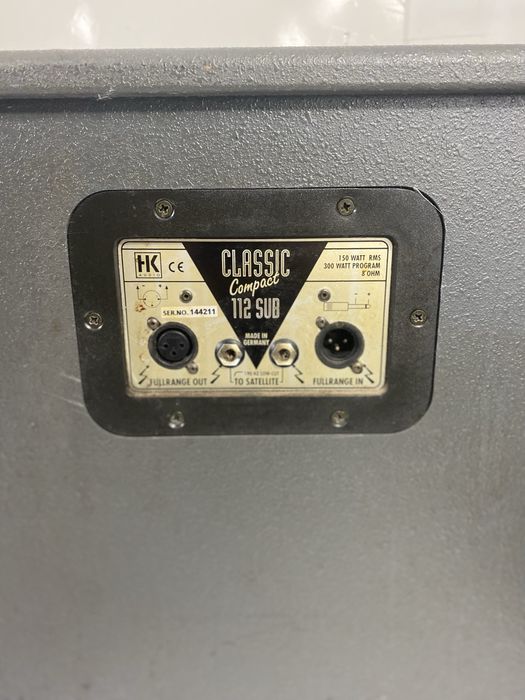 HK
AUDIO
CE
CLASSIC
Compact
112 SUB
150 WATT RMS
300 WATT PROGRAM
8 OHM
SER.NO. 144211
MADE IN
GERMANY
FULLRANGE OUT
TO SATELLITE
FULLRANGE IN